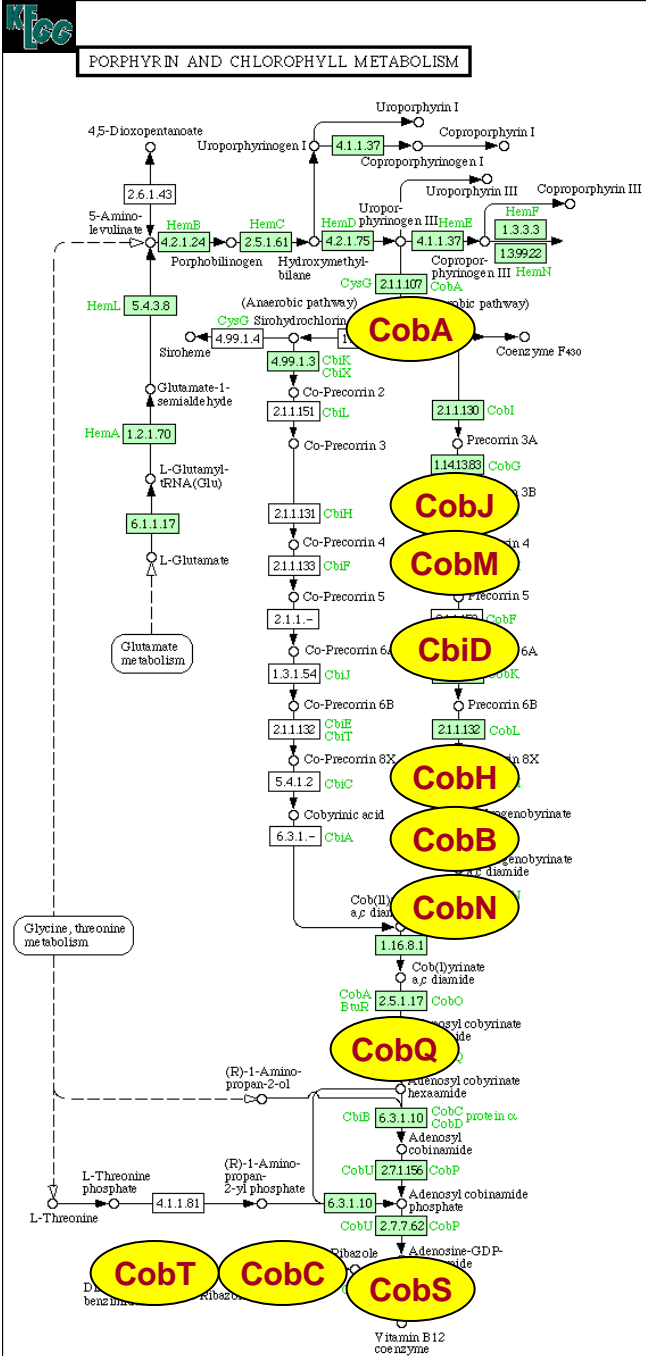 KEGG
PORPHYRIN AND CHLOROPHYLL METABOLISM
Uroporphyrin I
4,5-Dioxopentanoate
Uroporphyrinogen I
4.1.1.37
Coproporphyrin I
Coproporphyrinogen I
2.6.1.43
Uroporphyrin III
Coproporphyrin III
5-Amino-
levulinate
HemB
4.2.1.24
HemC
2.5.1.61
HemD
4.2.1.75
Uropor-
phyrinogen III
HemE
4.1.1.37
HemF
1.3.3.3
1.3.99.22
HemN
Porphobilinogen
Hydroxymethyl-
bilane
Copropor-
phyrinogen III
CysG
2.1.1.107
CobA
HemL
5.4.3.8
(Anaerobic pathway)
pathway)
CobA
CysG
Sirohydrochlorin
Siroheme
4.99.1.4
Coenzyme F430
4.99.1.3
CbiK
CbiX
Glutamate-1-
semialdehyde
Co-Precorrin 2
2.1.1.151
CbiL
2.1.1.130
CobI
HemA
1.2.1.70
Co-Precorrin 3
Precorrin 3A
1.14.13.83
CobG
L-Glutamyl-
tRNA(Glu)
3B
CobJ
6.1.1.17
2.1.1.131
CbiH
L-Glutamate
Co-Precorrin 4
4
CobM
2.1.1.133
CbiF
Co-Precorrin 5
Precorrin 5
2.1.1.-
CobF
Glutamate
metabolism
Co-Precorrin 6A
6A
CbiD
1.3.1.54
CbiJ
CobK
Co-Precorrin 6B
Precorrin 6B
2.1.1.132
CbiE
CbiT
2.1.1.132
CobL
Co-Precorrin 8X
8X
CobH
5.4.1.2
CbiC
Cobyrinic acid
CobB
6.3.1.-
CbiA
a,c diamide
CobN
Glycine, threonine
metabolism
Cob(II)
a,c
1.16.8.1
Cob(I)yrinate
a,c diamide
CobA
BtuR
2.5.1.17
CobO
cobyrinate
CobQ
(R)-1-Amino-
propan-2-ol
Adenosyl cobyrinate
hexaamide
CbiB
6.3.1.10
CobC
CobD
protein α
Adenosyl
cobinamide
CobU
2.7.1.156
CobP
L-Threonine
phosphate
(R)-1-Amino-
propan-
2-yl phosphate
L-Threonine
4.1.1.81
6.3.1.10
Adenosyl cobinamide
phosphate
CobU
2.7.7.62
CobP
Ribazole
Adenosine-GDP-
CobT
CobC
CobS
Vitamin B12
coenzyme